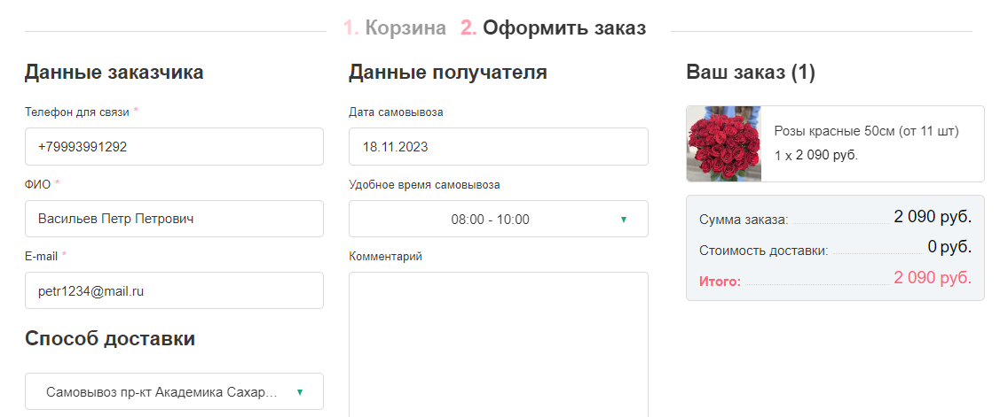 1. Корзина 2. Оформить заказ
Данные заказчика
Телефон для связи *
+79993991292
ФИО *
Васильев Петр Петрович
E-mail *
petr1234@mail.ru
Способ доставки
Самовывоз пр-кт Академика Сахар...
Данные получателя
Дата самовывоза
18.11.2023
Удобное время самовывоза
08:00 - 10:00
Комментарий
Ваш заказ (1)
Розы красные 50см (от 11 шт)
1 x 2 090 руб.
Сумма заказа: 2 090 руб.
Стоимость доставки: 0 руб.
Итого: 2 090 руб.